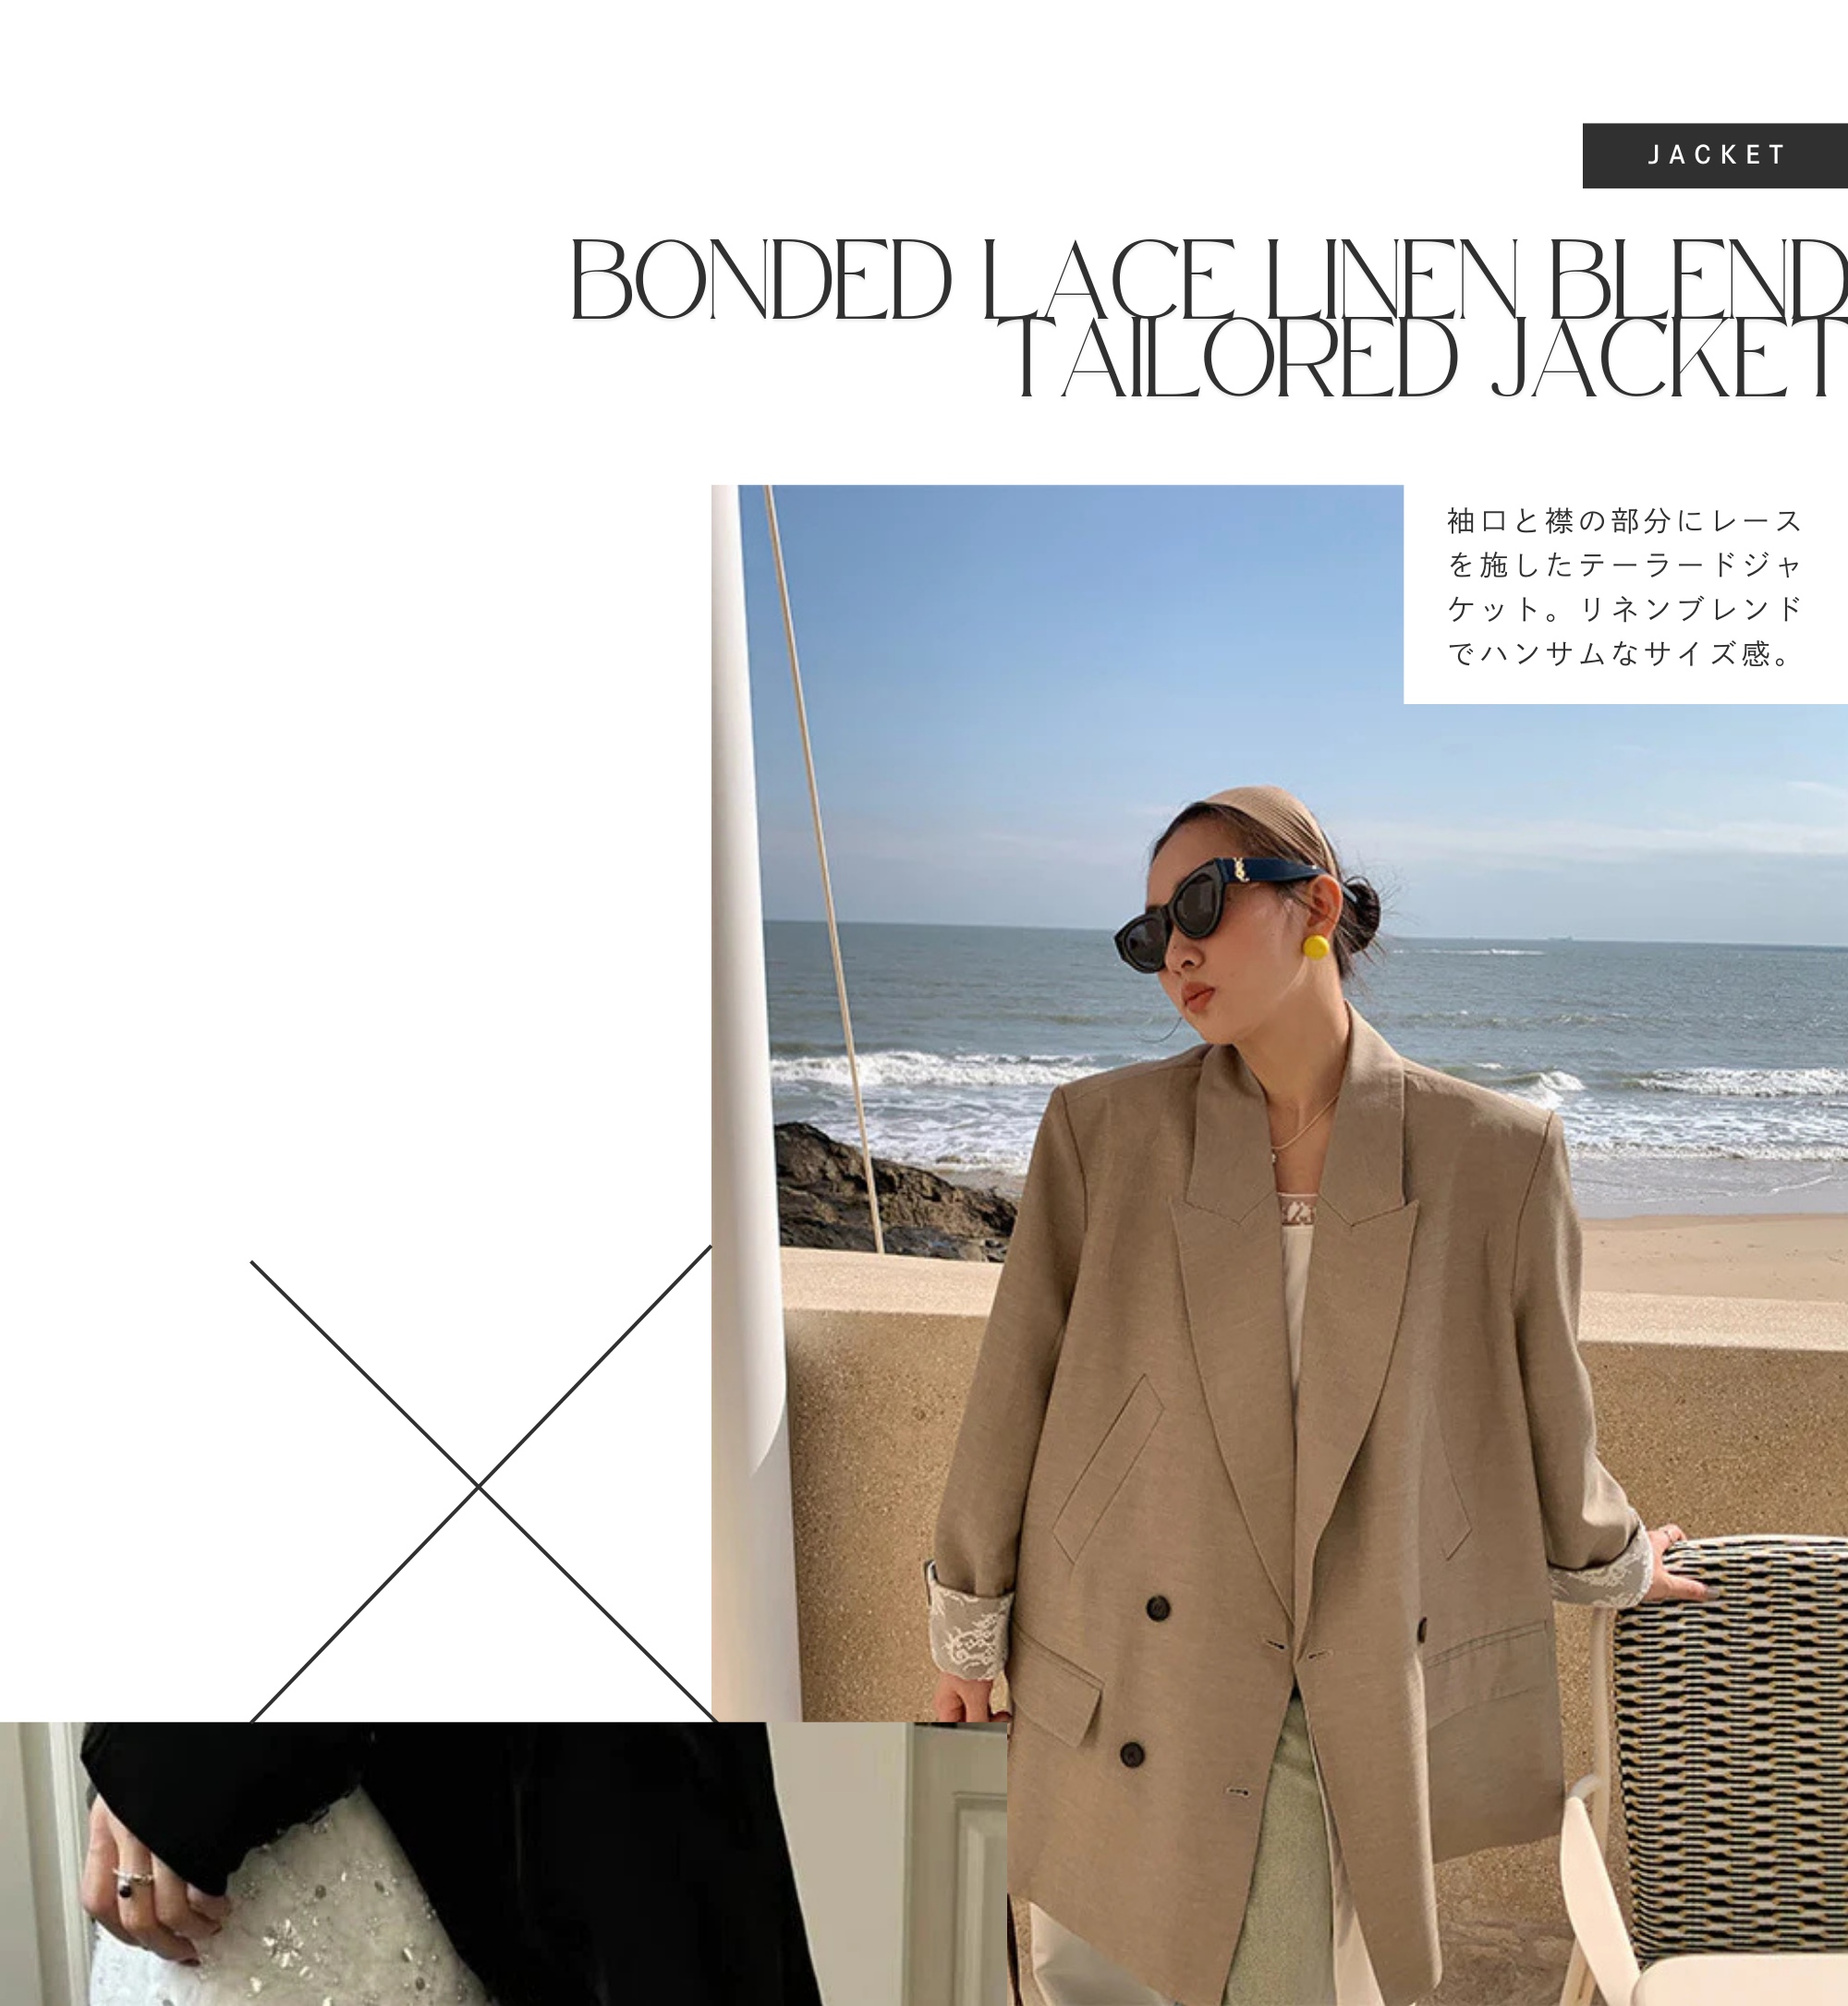 JACKET
BONDED LACE LINEN BLEND
TAILORED JACKET
袖口と襟の部分にレース
を施したテーラードジャ
ケット。リネンブレンド
でハンサムなサイズ感。